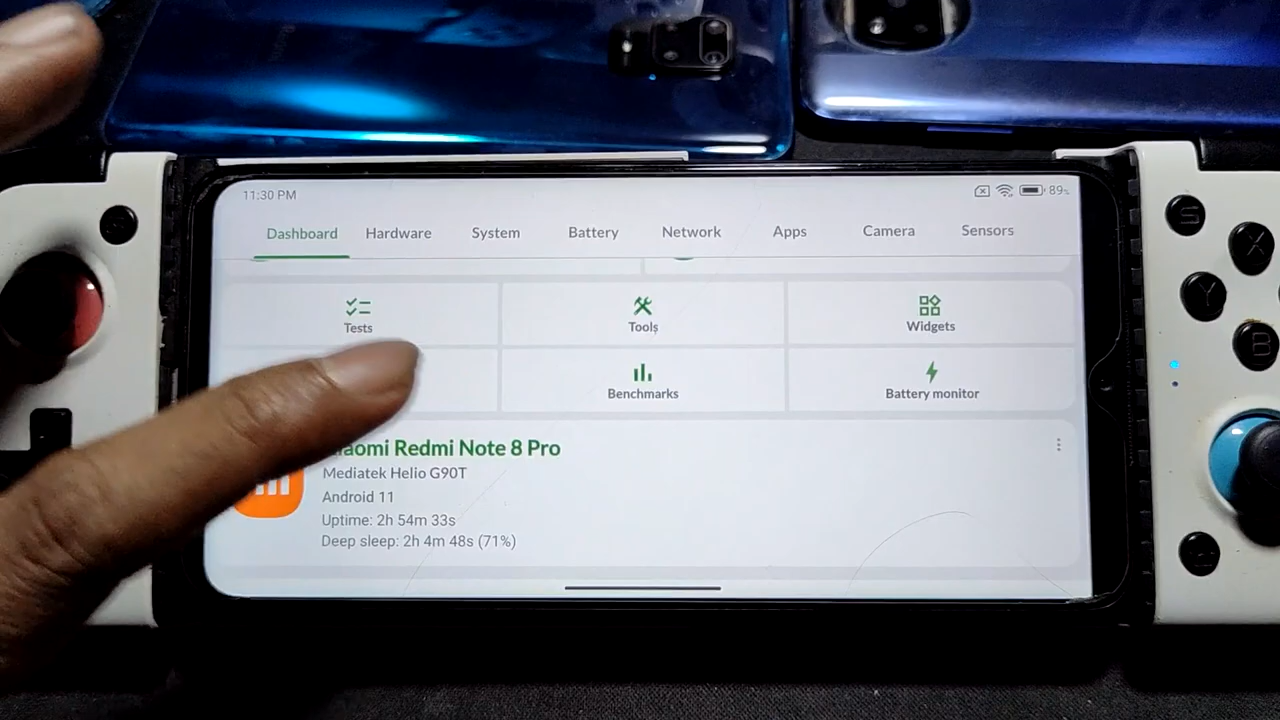 11:30 PM
89%
Dashboard Hardware System Battery Network Apps Camera Sensors
Tests Tools Widgets
Benchmarks Battery monitor
aomi Redmi Note 8 Pro
Mediatek Helio G90T
Android 11
Uptime: 2h 54m 33s
Deep sleep: 2h 4m 48s (71%)
S
X
Y
B